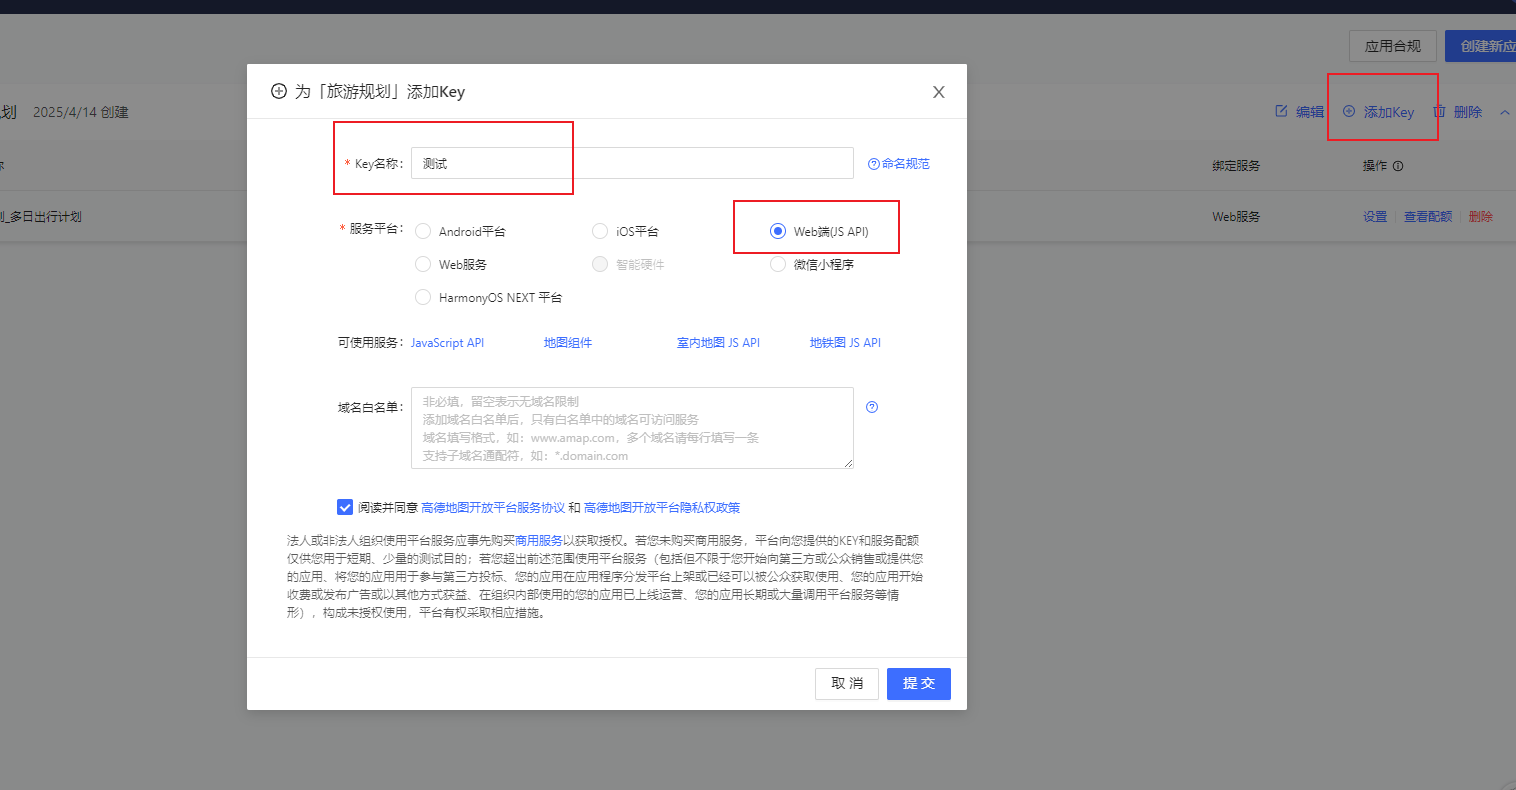 应用合规
创建新应
为「旅游规划」添加Key
X
划 2025/4/14 创建
编辑 添加Key 删除
* Key名称: 测试 命名规范
绑定服务 操作
* 服务平台: Android平台 iOS平台 Web端(JS API)
划_多日出行计划
Web服务 设置 查看配额 删除
Web服务 智能硬件 微信小程序
HarmonyOS NEXT 平台
可使用服务: JavaScript API 地图组件 室内地图 JS API 地铁图 JS API
域名白名单: 非必填，留空表示无域名限制
添加域名白名单后，只有白名单中的域名可访问服务
域名填写格式，如：www.amap.com，多个域名请每行填写一条
支持子域名通配符，如：*.domain.com
阅读并同意 高德地图开放平台服务协议 和 高德地图开放平台隐私权政策
法人或非法人组织使用平台服务应事先购买商用服务以获取授权。若您未购买商用服务，平台向您提供的KEY和服务配额
仅供您用于短期、少量的测试目的；若您超出前述范围使用平台服务（包括但不限于您开始向第三方或公众销售或提供您
的应用、将您的应用用于参与第三方投标、您的应用在应用程序分发平台上架或已经可以被公众获取使用、您的应用开始
收费或发布广告或以其他方式获益、在组织内部使用的您的应用已上线运营、您的应用长期或大量调用平台服务等情
形），构成未授权使用，平台有权采取相应措施。
取 消 提 交